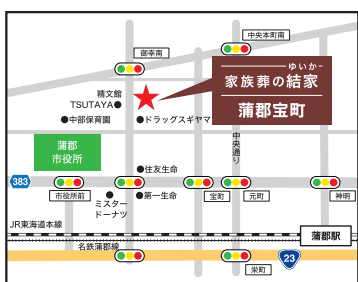 中央本町南
御幸南
ゆいか
家族葬の結家
蒲郡宝町
精文館
TSUTAYA
中部保育園
ドラッグスギヤマ
蒲郡
市役所
中央通り
住友生命
383
市役所前
ミスター
ドーナツ
第一生命
宝町
元町
神明
JR東海道本線
蒲郡駅
名鉄蒲郡線
栄町
23